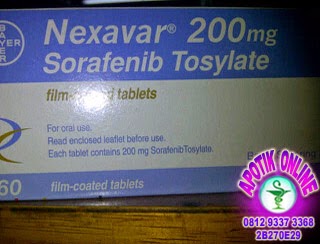 BAYER
BAYER
Nexavar® 200mg
Sorafenib Tosylate
film-coated tablets
For oral use.
Read enclosed leaflet before use.
Each tablet contains 200 mg SorafenibTosylate.
60 film-coated tablets
APOTIK ONLINE
0812 9337 3368
2B270E29